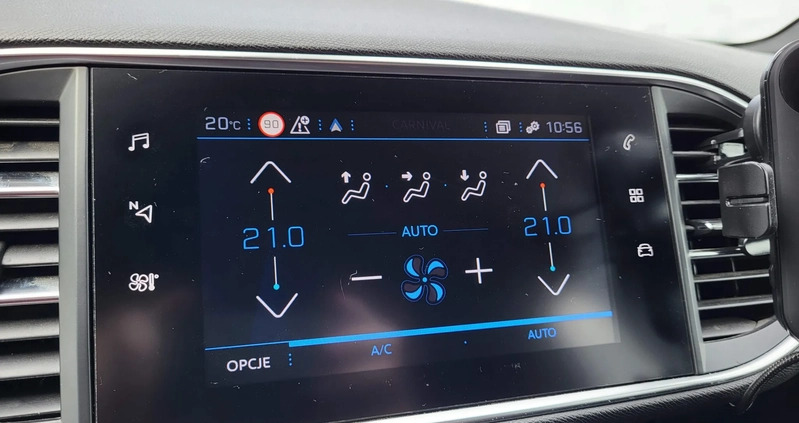 20°C 90 CARNIVAL 10:56
N
21.0 21.0
AUTO
A/C AUTO
OPCJE